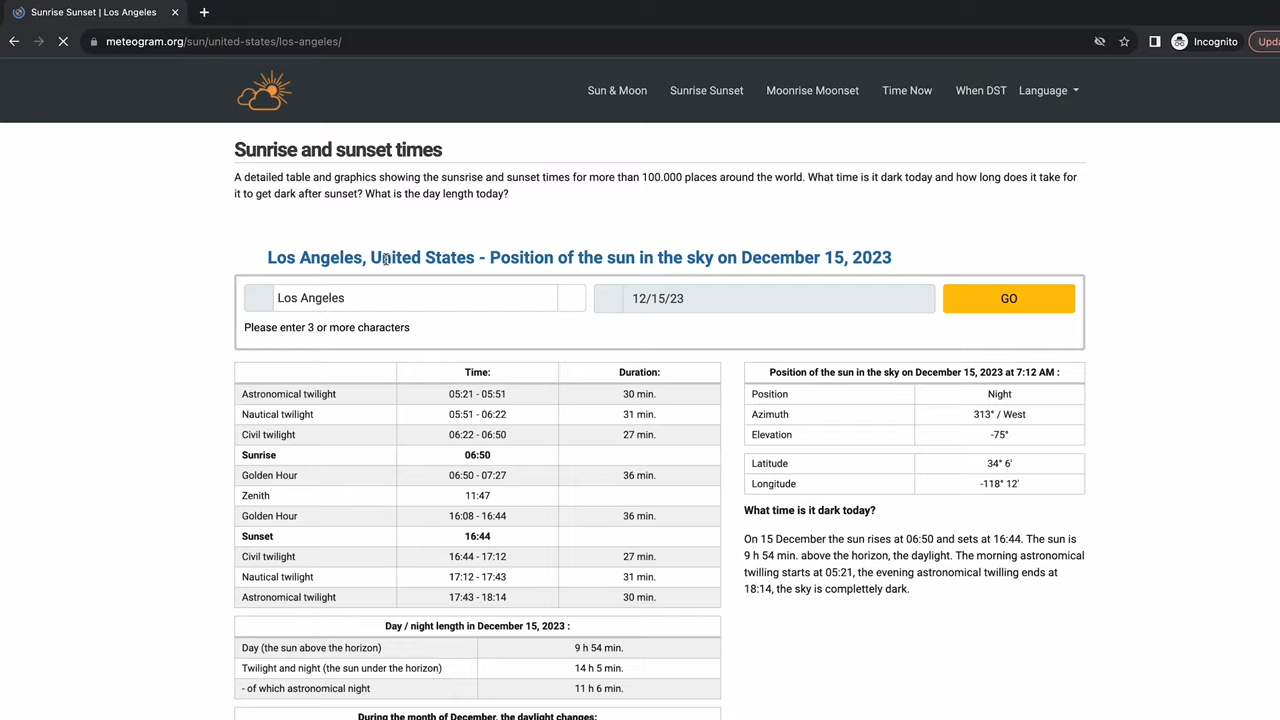 Sunrise Sunset | Los Angeles
meteogram.org/sun/united-states/los-angeles/
Incognito
Upda
Sun & Moon Sunrise Sunset Moonrise Moonset Time Now When DST Language
Sunrise and sunset times
A detailed table and graphics showing the sunsrise and sunset times for more than 100.000 places around the world. What time is it dark today and how long does it take for
it to get dark after sunset? What is the day length today?
Los Angeles, United States - Position of the sun in the sky on December 15, 2023
Los Angeles 12/15/23 GO
Please enter 3 or more characters
Time: Duration:
Astronomical twilight 05:21 - 05:51 30 min.
Nautical twilight 05:51 - 06:22 31 min.
Civil twilight 06:22 - 06:50 27 min.
Sunrise 06:50
Golden Hour 06:50 - 07:27 36 min.
Zenith 11:47
Golden Hour 16:08 - 16:44 36 min.
Sunset 16:44
Civil twilight 16:44 - 17:12 27 min.
Nautical twilight 17:12 - 17:43 31 min.
Astronomical twilight 17:43 - 18:14 30 min.
Day / night length in December 15, 2023 :
Day (the sun above the horizon) 9 h 54 min.
Twilight and night (the sun under the horizon) 14 h 5 min.
- of which astronomical night 11 h 6 min.
During the month of December, the daylight changes:
Position of the sun in the sky on December 15, 2023 at 7:12 AM :
Position Night
Azimuth 313° / West
Elevation -75°
Latitude 34° 6'
Longitude -118° 12'
What time is it dark today?
On 15 December the sun rises at 06:50 and sets at 16:44. The sun is
9 h 54 min. above the horizon, the daylight. The morning astronomical
twilling starts at 05:21, the evening astronomical twilling ends at
18:14, the sky is complettely dark.